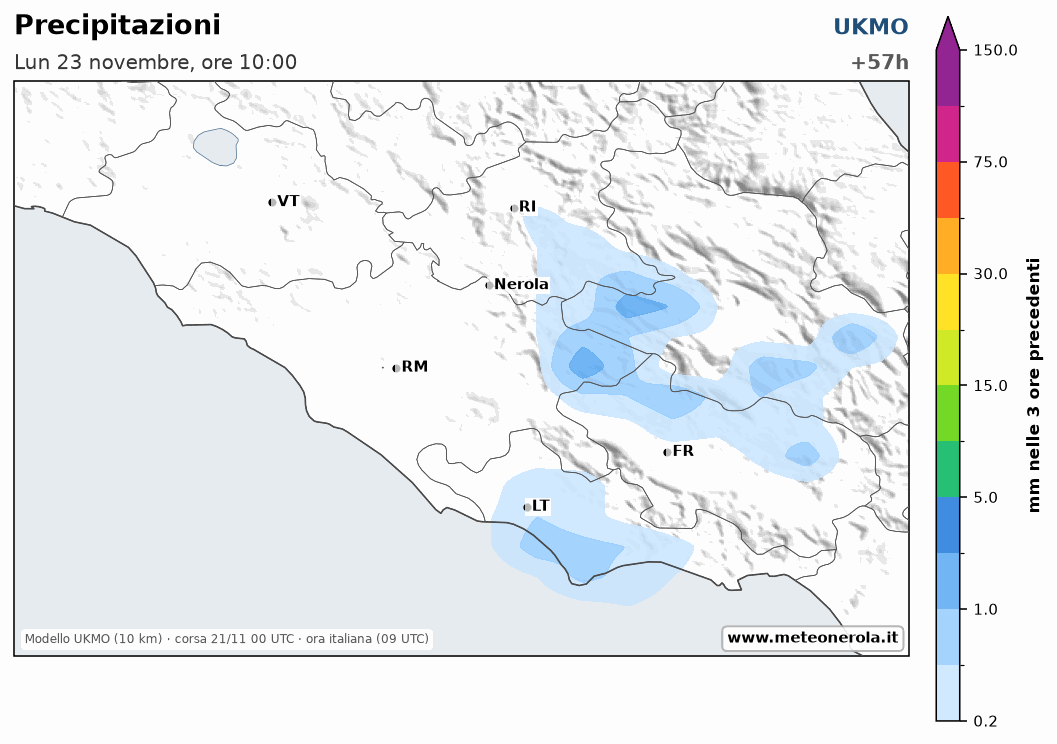 Precipitazioni
UKMO
Lun 23 novembre, ore 10:00
+57h
150.0
75.0
30.0
15.0
5.0
1.0
0.2
mm nelle 3 ore precedenti
VT
RI
Nerola
RM
FR
LT
Modello UKMO (10 km) · corsa 21/11 00 UTC · ora italiana (09 UTC)
www.meteonerola.it